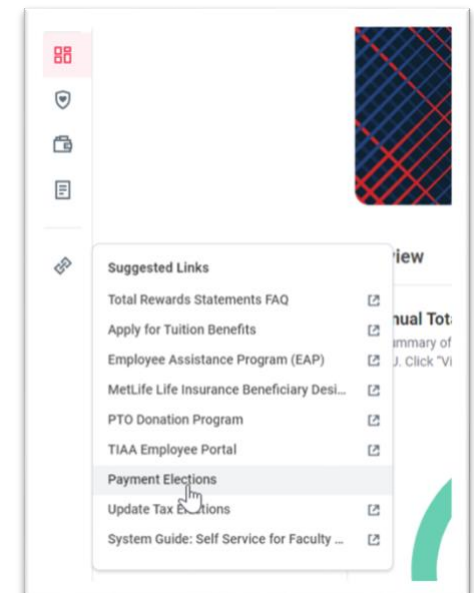 iew
Suggested Links
Total Rewards Statements FAQ
nual Tota
Apply for Tuition Benefits
mmary of
Employee Assistance Program (EAP)
U. Click "Vi
MetLife Life Insurance Beneficiary Desi...
PTO Donation Program
TIAA Employee Portal
Payment Elections
Update Tax Elections
System Guide: Self Service for Faculty ...